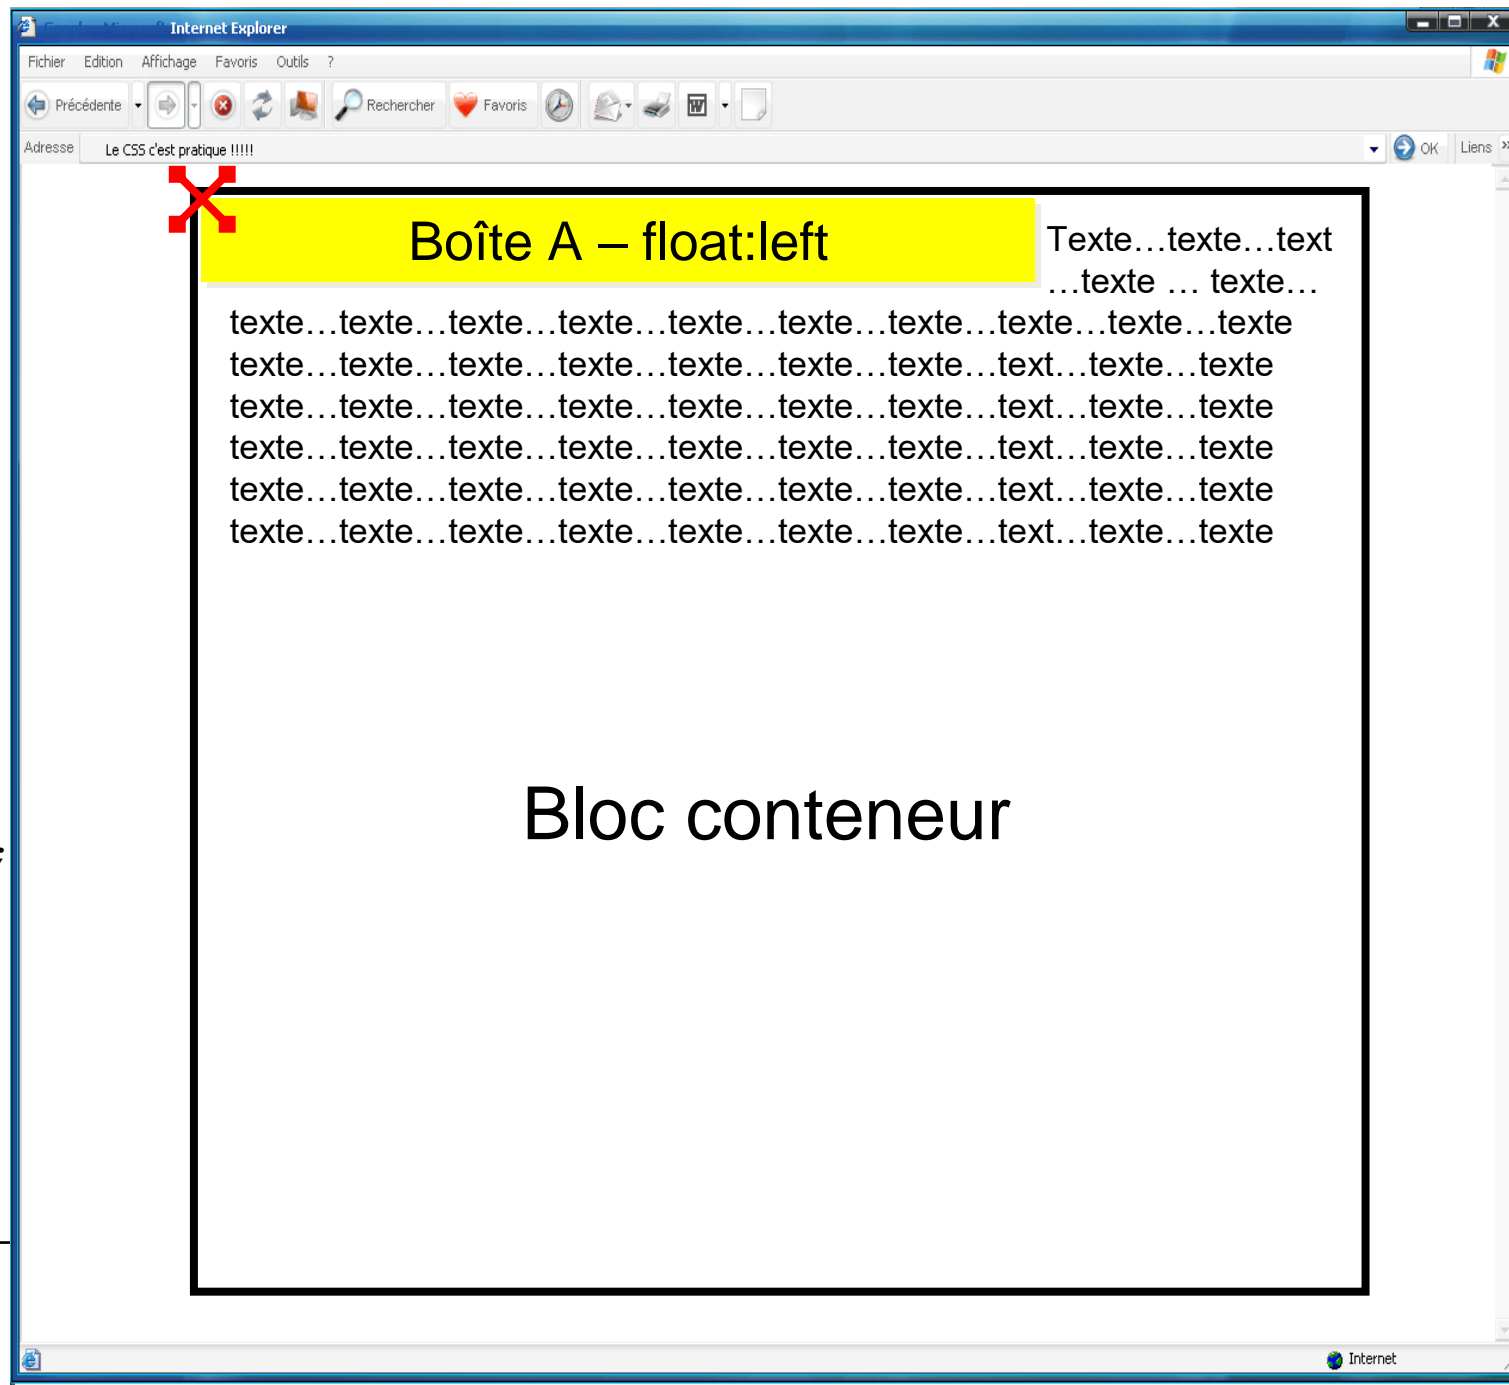 Internet Explorer
Fichier Edition Affichage Favoris Outils ?
Précédente Rechercher Favoris
Adresse Le CSS c'est pratique !!!!! OK Liens »
Boîte A – float:left
Texte…texte…text
…texte … texte…
texte…texte…texte…texte…texte…texte…texte…texte…texte…texte
texte…texte…texte…texte…texte…texte…texte…text…texte…texte
texte…texte…texte…texte…texte…texte…texte…text…texte…texte
texte…texte…texte…texte…texte…texte…texte…text…texte…texte
texte…texte…texte…texte…texte…texte…texte…text…texte…texte
texte…texte…texte…texte…texte…texte…texte…text…texte…texte
Bloc conteneur
Internet